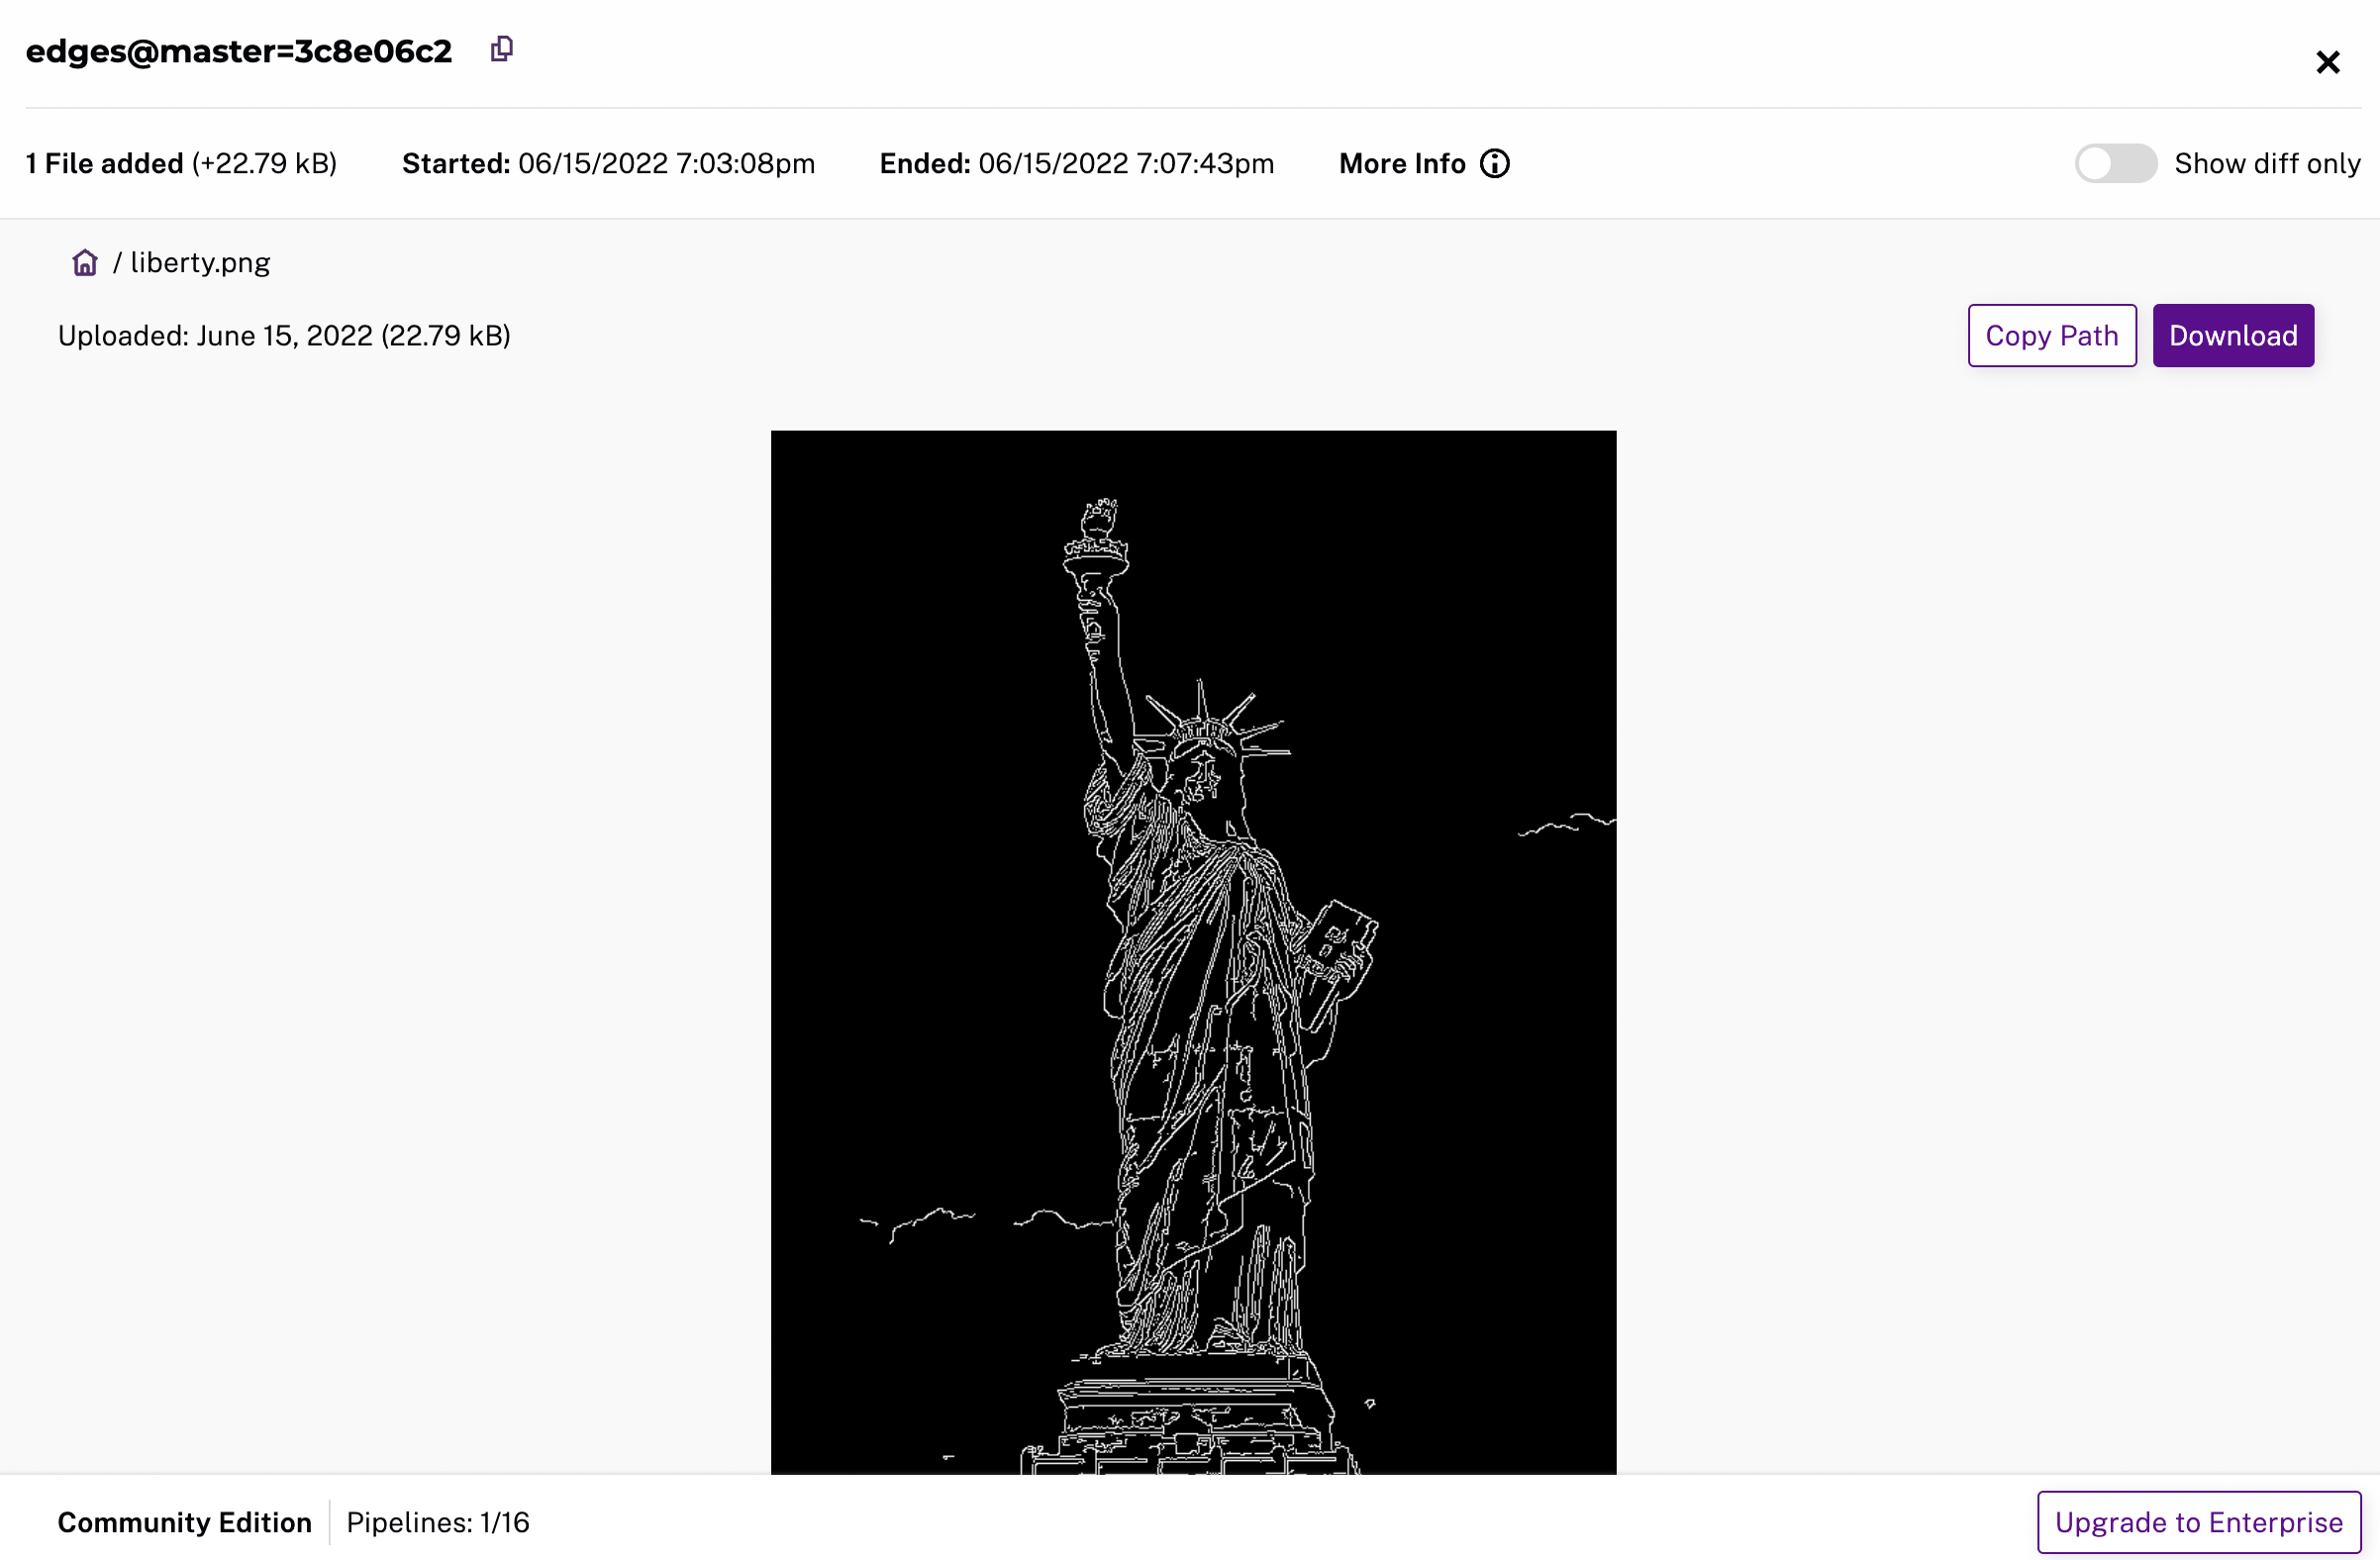 edges@master=3c8e06c2
1 File added (+22.79 kB) Started: 06/15/2022 7:03:08pm Ended: 06/15/2022 7:07:43pm More Info Show diff only
/ liberty.png
Uploaded: June 15, 2022 (22.79 kB) Copy Path Download
Community Edition Pipelines: 1/16 Upgrade to Enterprise